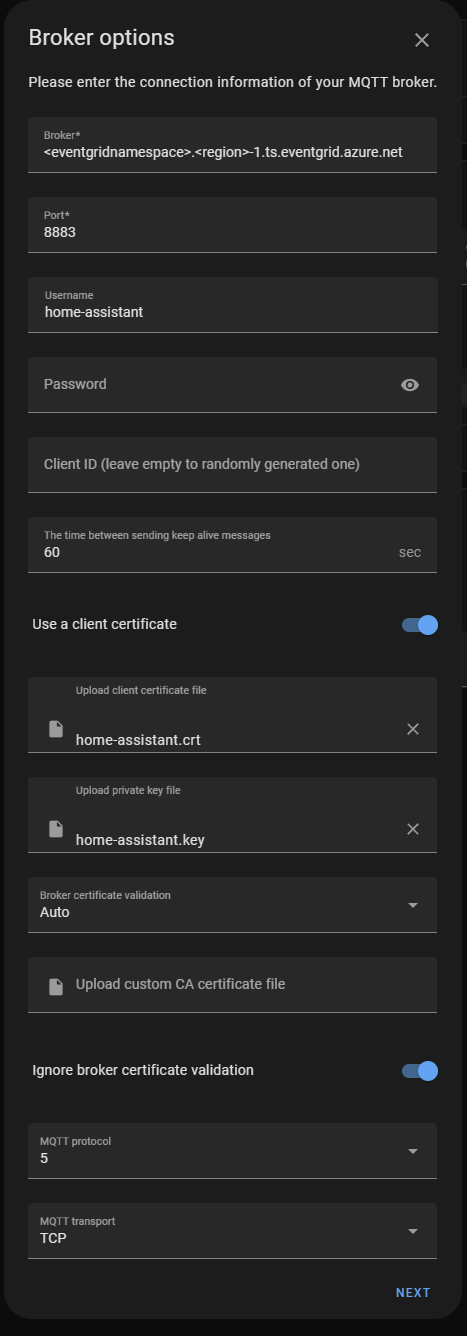 Broker options
Please enter the connection information of your MQTT broker.
Broker*
<eventgridnamespace>.<region>-1.ts.eventgrid.azure.net
Port*
8883
Username
home-assistant
Password
Client ID (leave empty to randomly generated one)
The time between sending keep alive messages
60 sec
Use a client certificate
Upload client certificate file
home-assistant.crt
Upload private key file
home-assistant.key
Broker certificate validation
Auto
Upload custom CA certificate file
Ignore broker certificate validation
MQTT protocol
5
MQTT transport
TCP
NEXT